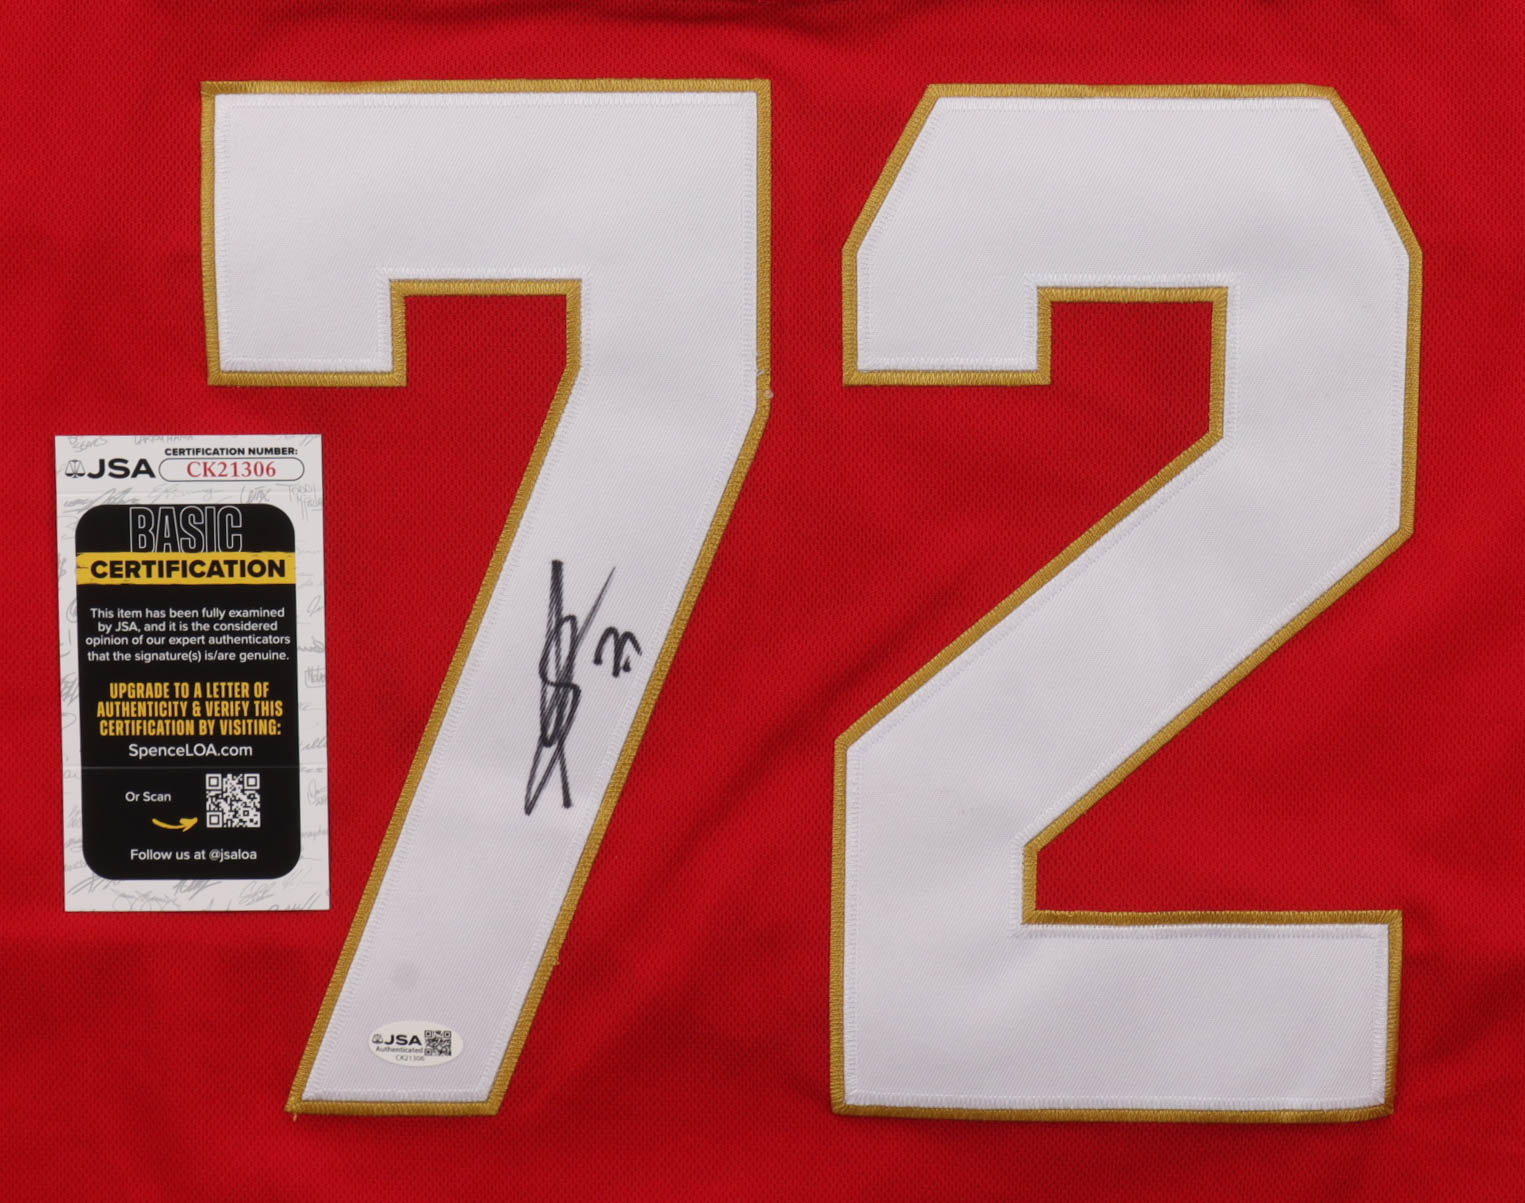 72
CERTIFICATION NUMBER:
JSA CK21306
BASIC
CERTIFICATION
This item has been fully examined
by JSA, and it is the considered
opinion of our expert authenticators
that the signature(s) is/are genuine.
UPGRADE TO A LETTER OF
AUTHENTICITY & VERIFY THIS
CERTIFICATION BY VISITING:
SpenceLOA.com
Or Scan
Follow us at @jsaloa
JSA
Authenticated
CK21306